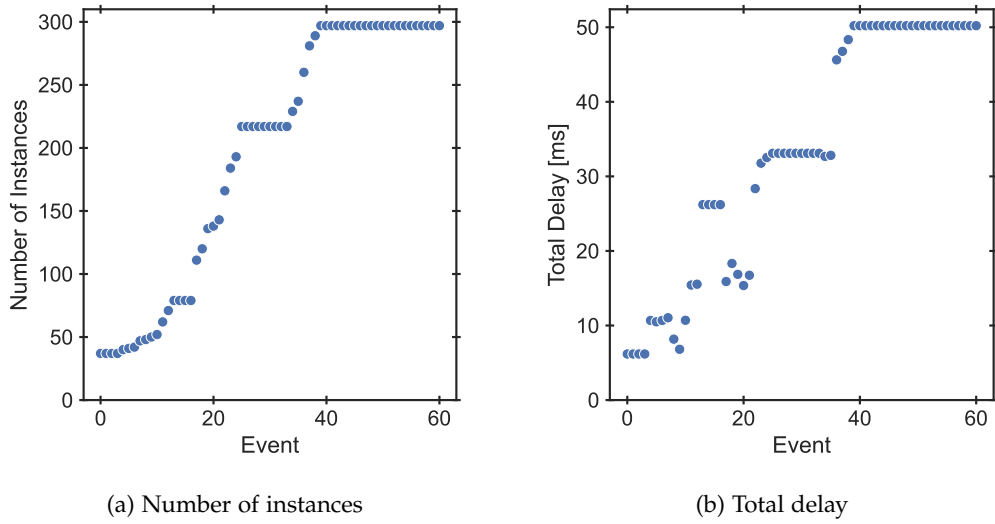 Number of Instances
300
250
200
150
100
50
0
0 20 40 60
Event
(a) Number of instances
Total Delay [ms]
50
40
30
20
10
0
0 20 40 60
Event
(b) Total delay